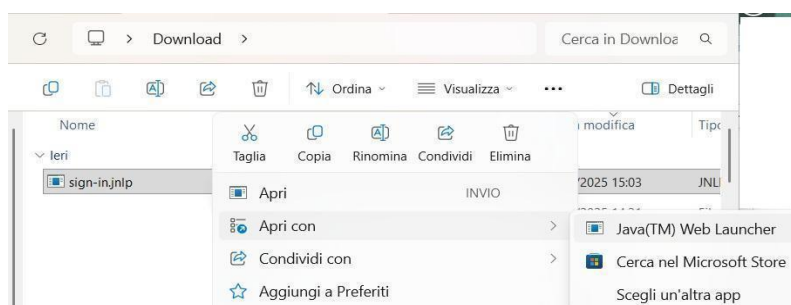 Download
Cerca in Downloa
Ordina
Visualizza
Dettagli
Nome
modifica
Tipo
Ieri
Taglia Copia Rinomina Condividi Elimina
sign-in.jnlp
Apri INVIO
/2025 15:03 JNL
Apri con
Java(TM) Web Launcher
Condividi con
Cerca nel Microsoft Store
Aggiungi a Preferiti
Scegli un'altra app